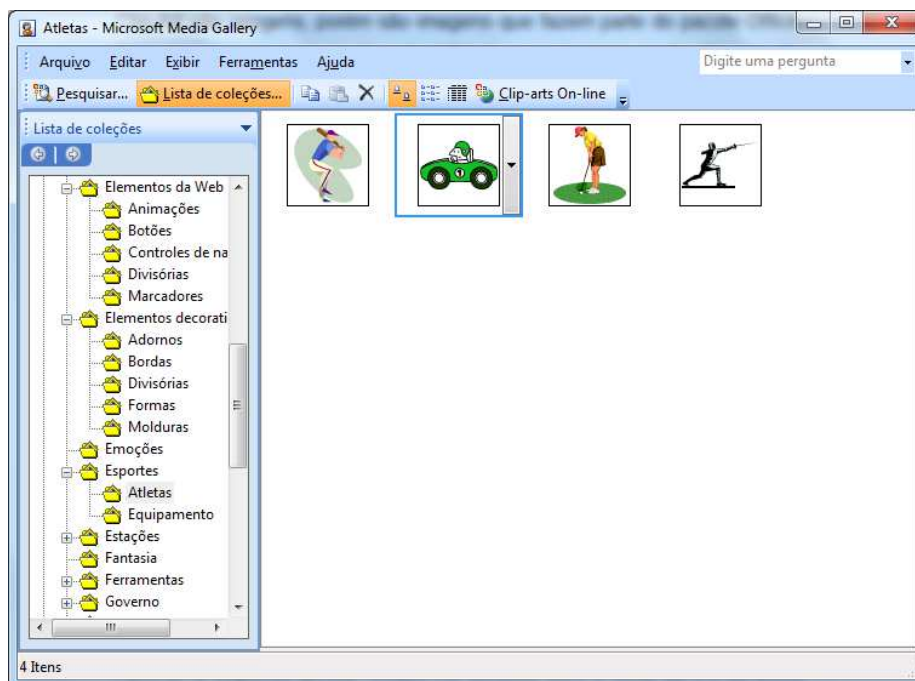 Atletas - Microsoft Media Gallery
Arquivo Editar Exibir Ferramentas Ajuda Digite uma pergunta
Pesquisar... Lista de coleções... Clip-arts On-line
Lista de coleções
Elementos da Web
Animações
Botões
Controles de na
Divisórias
Marcadores
Elementos decorati
Adornos
Bordas
Divisórias
Formas
Molduras
Emoções
Esportes
Atletas
Equipamento
Estações
Fantasia
Ferramentas
Governo
1
4 Itens